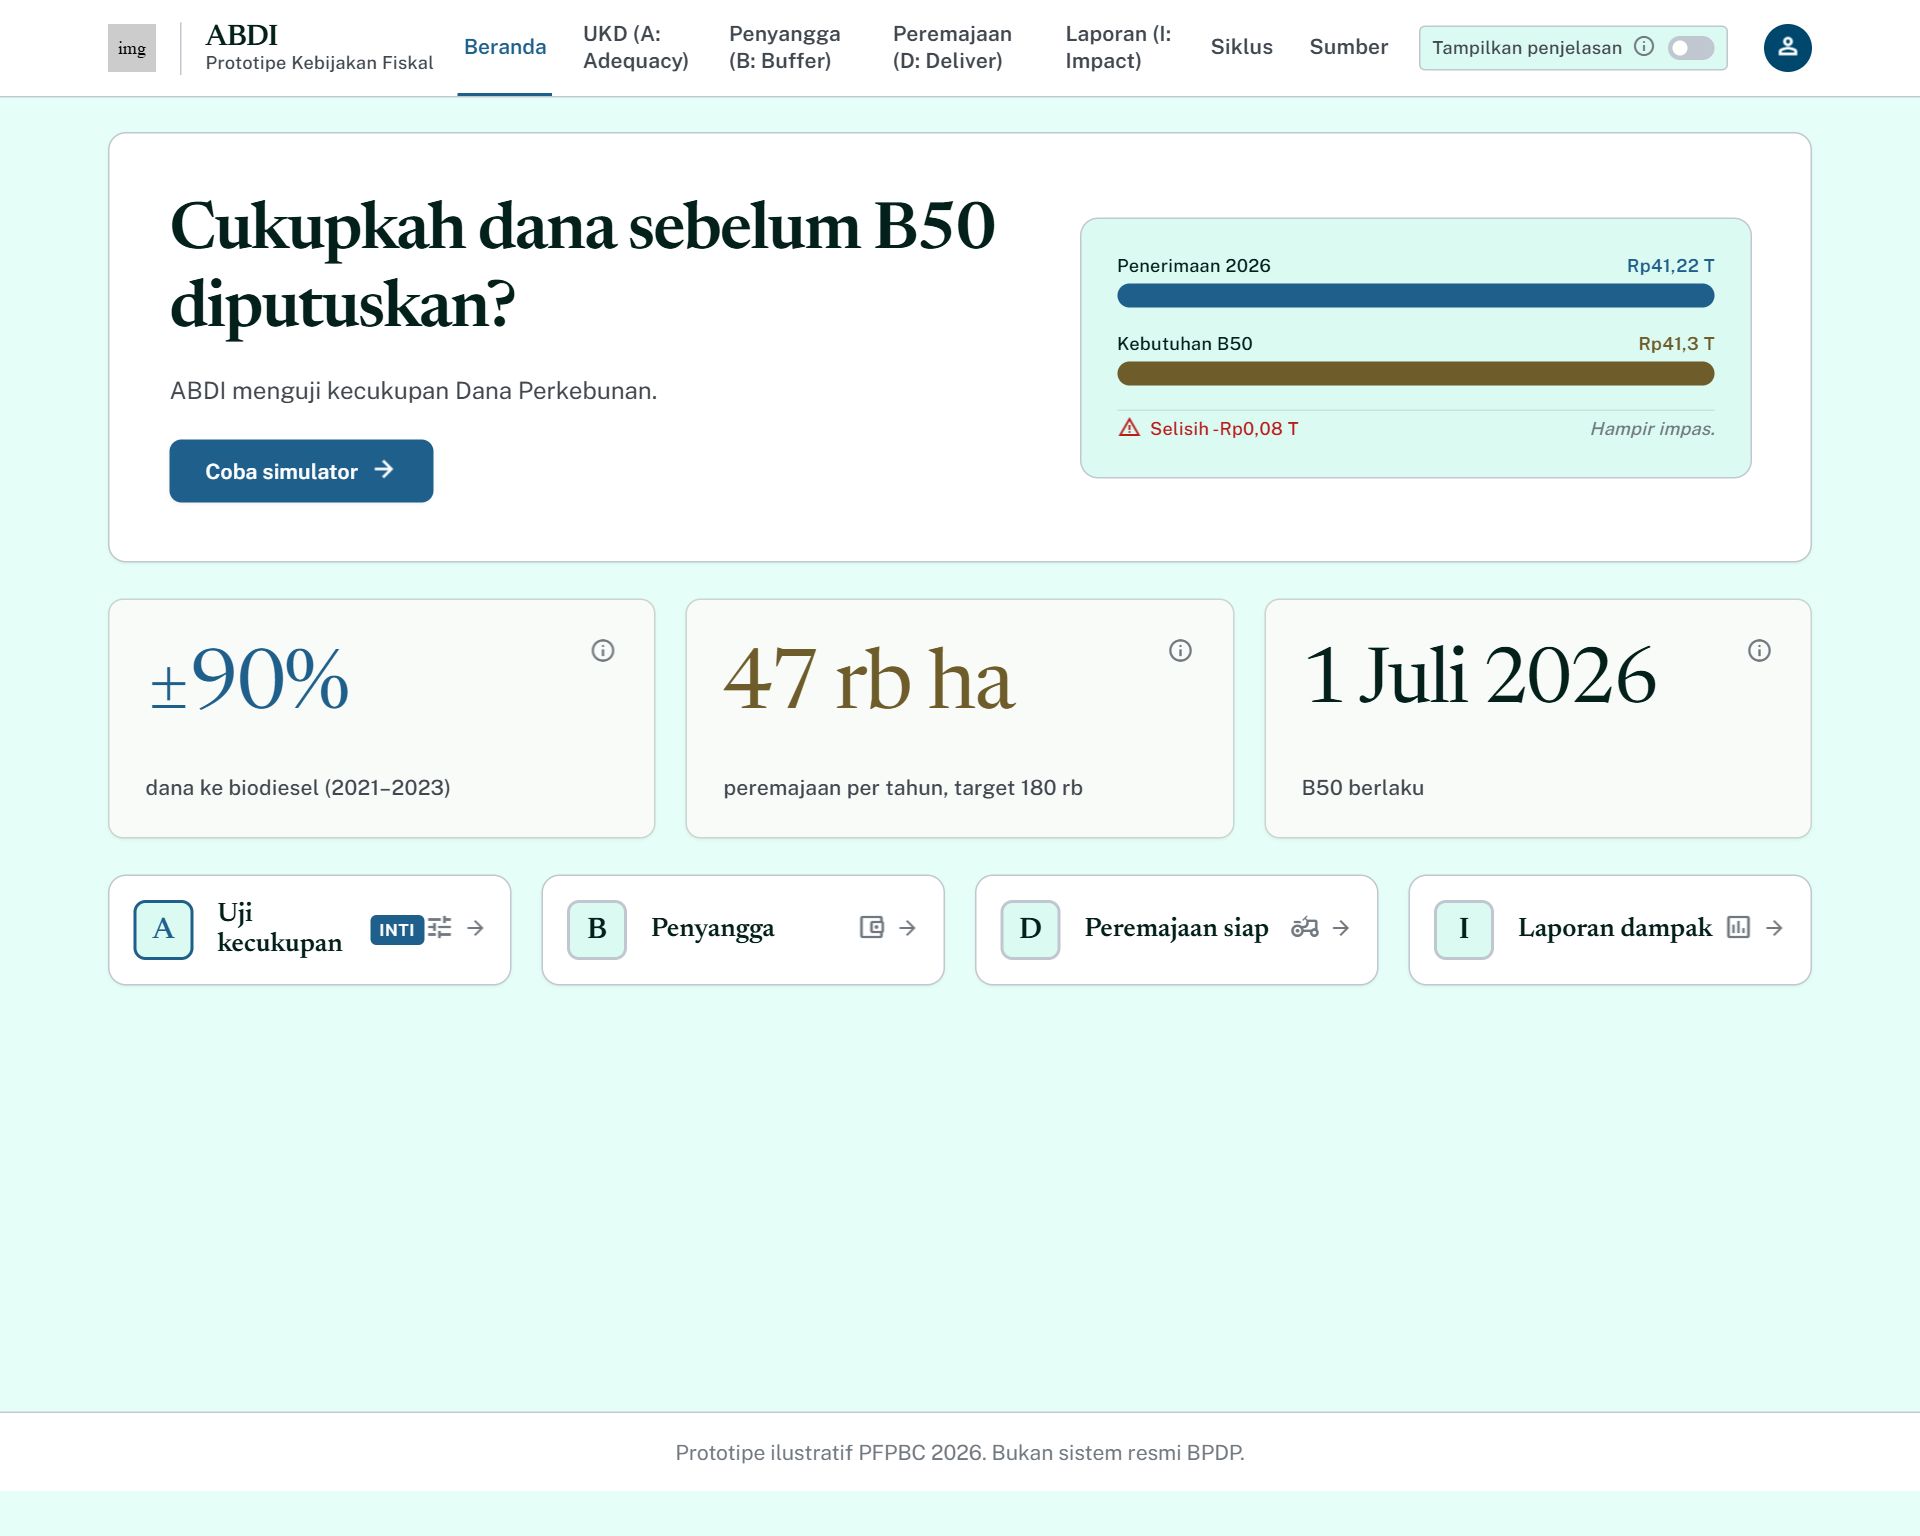 img
ABDI
Prototipe Kebijakan Fiskal
Beranda
UKD (A:
Adequacy)
Penyangga
(B: Buffer)
Peremajaan
(D: Deliver)
Laporan (I:
Impact)
Siklus
Sumber
Tampilkan penjelasan
Cukupkah dana sebelum B50
diputuskan?
ABDI menguji kecukupan Dana Perkebunan.
Coba simulator
Penerimaan 2026
Rp41,22 T
Kebutuhan B50
Rp41,3 T
Selisih -Rp0,08 T
Hampir impas.
±90%
dana ke biodiesel (2021–2023)
47 rb ha
peremajaan per tahun, target 180 rb
1 Juli 2026
B50 berlaku
A
Uji
kecukupan
INTI
B
Penyangga
D
Peremajaan siap
I
Laporan dampak
Prototipe ilustratif PFPBC 2026. Bukan sistem resmi BPDP.